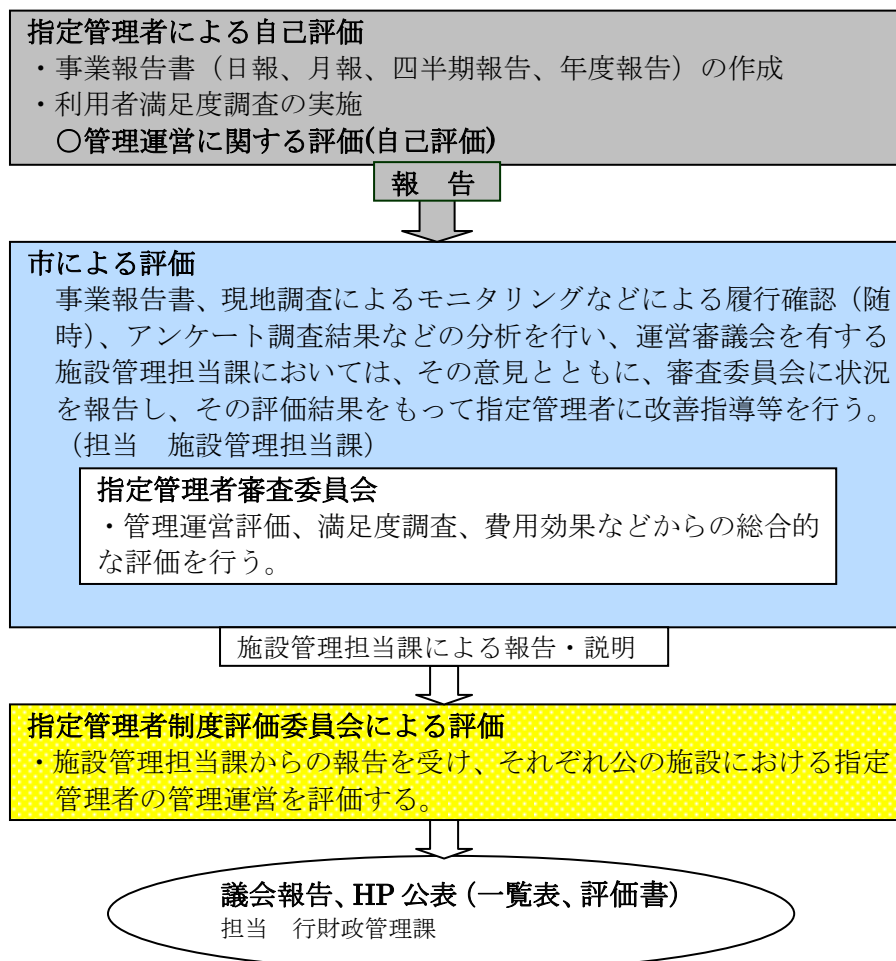 指定管理者による自己評価
・事業報告書（日報、月報、四半期報告、年度報告）の作成
・利用者満足度調査の実施
〇管理運営に関する評価(自己評価)
報　告
市による評価
事業報告書、現地調査によるモニタリングなどによる履行確認（随
時）、アンケート調査結果などの分析を行い、運営審議会を有する
施設管理担当課においては、その意見とともに、審査委員会に状況
を報告し、その評価結果をもって指定管理者に改善指導等を行う。
（担当　施設管理担当課）
指定管理者審査委員会
・管理運営評価、満足度調査、費用効果などからの総合的
な評価を行う。
施設管理担当課による報告・説明
指定管理者制度評価委員会による評価
・施設管理担当課からの報告を受け、それぞれ公の施設における指定
管理者の管理運営を評価する。
議会報告、HP 公表（一覧表、評価書）
担当　行財政管理課